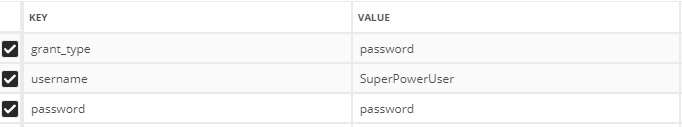 KEY VALUE
grant_type password
username SuperPowerUser
password password